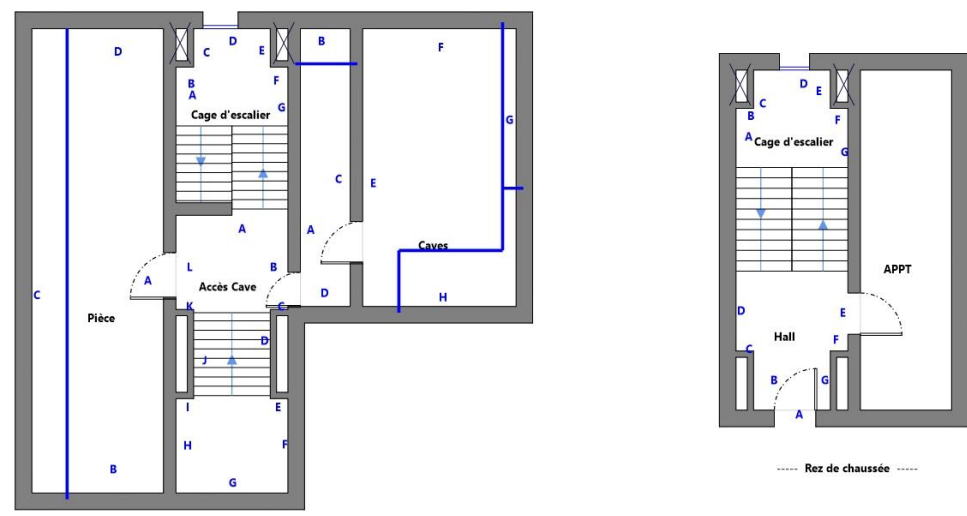 D
C
D
E
B
F
B
A
F
G
Cage d'escalier
G
C
E
A
A
Caves
L
B
A
Accès Cave
C
D
H
K
C
Pièce
D
J
I
E
H
F
B
G
D
E
C
B
F
A
Cage d'escalier
G
APPT
D
E
Hall
F
C
B
G
A
----- Rez de chaussée -----